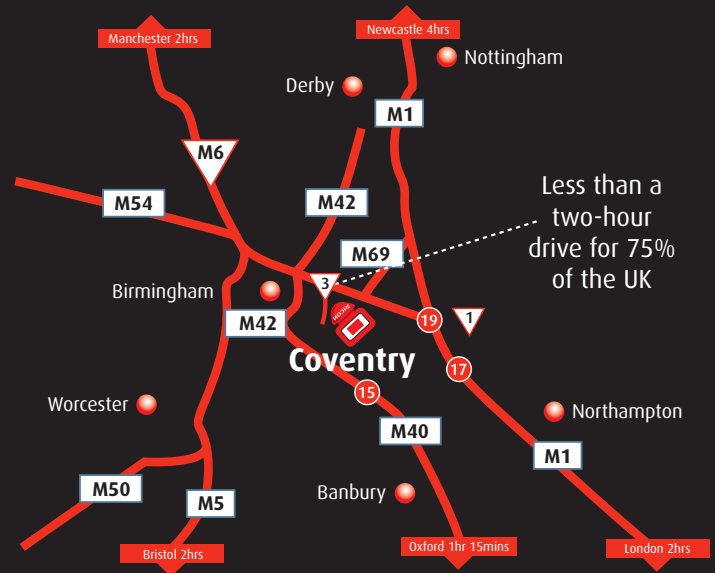 Newcastle 4hrs
Manchester 2hrs
Nottingham
Derby
M1
M6
M54
M42
Less than a
two-hour
drive for 75%
of the UK
M69
3
Birmingham
RICOH
M42
19
1
Coventry
17
15
Worcester
Northampton
M40
M1
M50
M5
Banbury
Bristol 2hrs
Oxford 1hr 15mins
London 2hrs